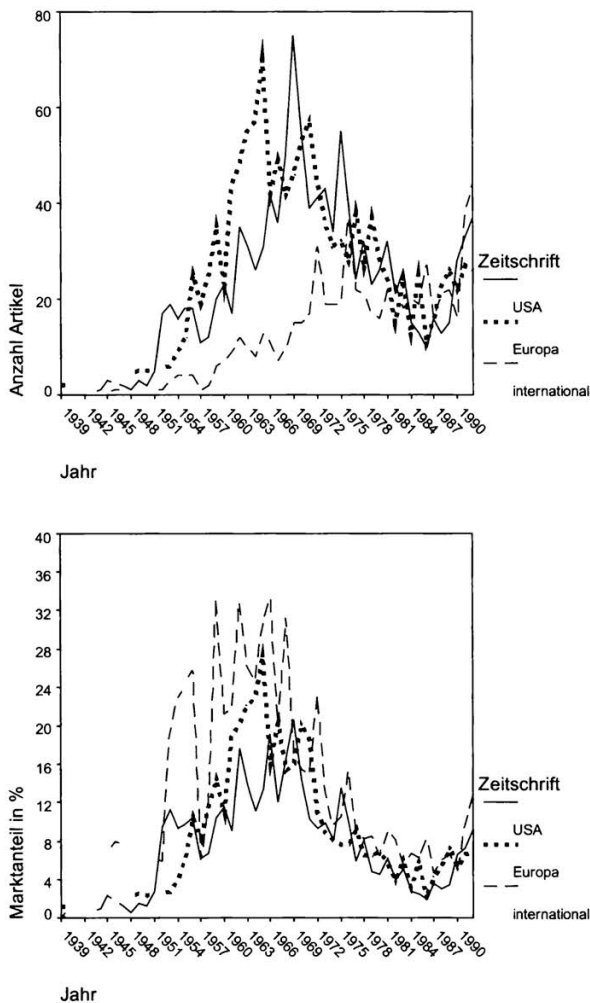 80
60
40
20
0
Anzahl Artikel
1939 1942 1945 1948 1951 1954 1957 1960 1963 1966 1969 1972 1975 1978 1981 1984 1987 1990
Jahr
Zeitschrift
USA
Europa
international
40
36
32
28
24
20
16
12
8
4
0
Marktanteil in %
1939 1942 1945 1948 1951 1954 1957 1960 1963 1966 1969 1972 1975 1978 1981 1984 1987 1990
Jahr
Zeitschrift
USA
Europa
international